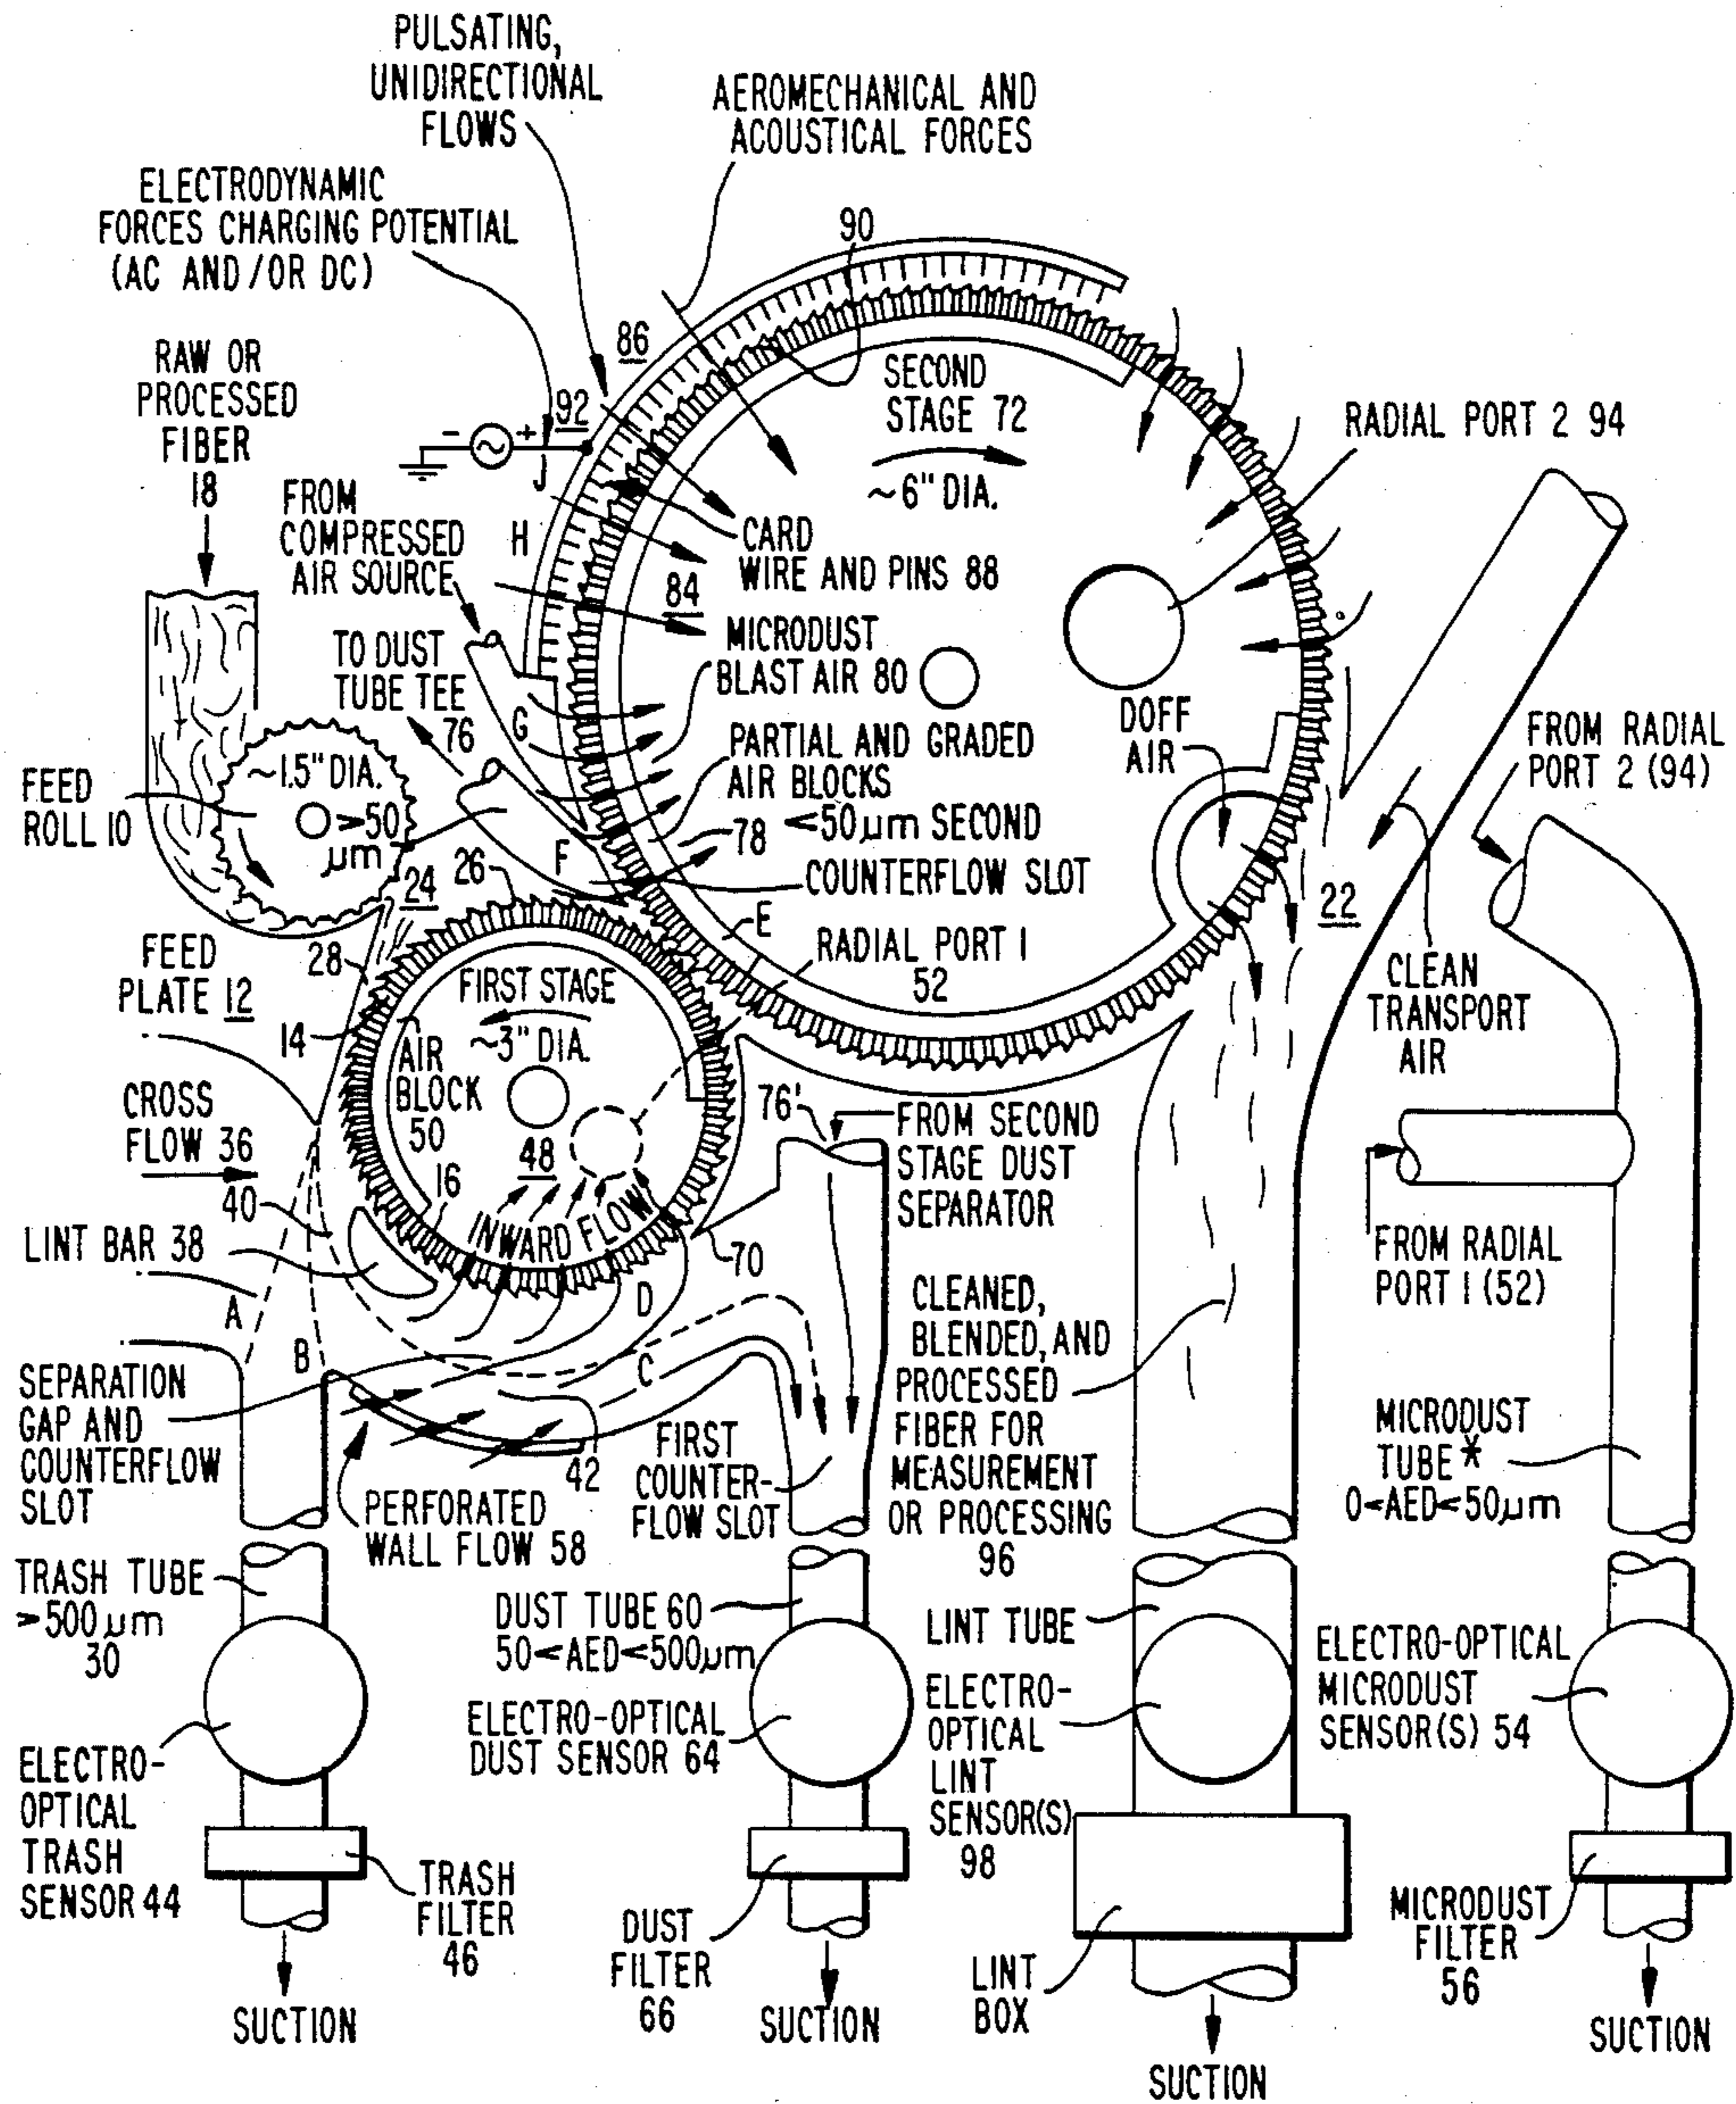 PULSATING,
UNIDIRECTIONAL
FLOWS
AEROMECHANICAL AND
ACOUSTICAL FORCES
ELECTRODYNAMIC
FORCES CHARGING POTENTIAL
(AC AND/OR DC)
90
86
92
- +
J
H
RAW OR
PROCESSED
FIBER
18
FROM
COMPRESSED
AIR SOURCE
SECOND
STAGE 72
~6" DIA.
RADIAL PORT 2 94
CARD
WIRE AND PINS 88
84
MICRODUST
BLAST AIR 80
TO DUST
TUBE TEE
76
G
PARTIAL AND GRADED
AIR BLOCKS
78 <50µm SECOND
COUNTERFLOW SLOT
DOFF
AIR
FROM RADIAL
PORT 2 (94)
FEED
ROLL 10
~1.5" DIA.
>50
µm
F
24
26
E
22
RADIAL PORT 1
52
CLEAN
TRANSPORT
AIR
FEED
PLATE 12
28
14
FIRST STAGE
~3" DIA.
AIR
BLOCK
50
48
16
INWARD FLOW
CROSS
FLOW 36
40
LINT BAR 38
A
B
C
D
70
76'
FROM SECOND
STAGE DUST
SEPARATOR
FROM RADIAL
PORT 1 (52)
SEPARATION
GAP AND
COUNTERFLOW
SLOT
PERFORATED
WALL FLOW 58
42
FIRST
COUNTER-
FLOW SLOT
CLEANED,
BLENDED, AND
PROCESSED
FIBER FOR
MEASUREMENT
OR PROCESSING
96
MICRODUST
TUBE *
0<AED<50µm
TRASH TUBE
>500µm
30
DUST TUBE 60
50<AED<500µm
LINT TUBE
ELECTRO-
OPTICAL
TRASH
SENSOR 44
ELECTRO-OPTICAL
DUST SENSOR 64
ELECTRO-
OPTICAL
LINT
SENSOR(S)
98
ELECTRO-OPTICAL
MICRODUST
SENSOR(S) 54
TRASH
FILTER
46
DUST
FILTER
66
LINT
BOX
MICRODUST
FILTER
56
SUCTION
SUCTION
SUCTION
SUCTION